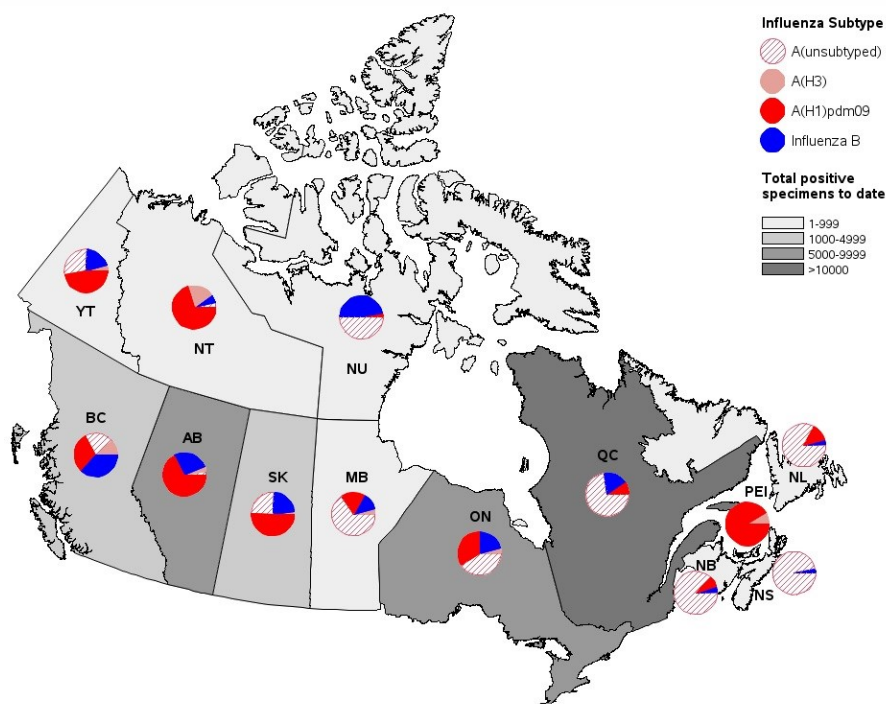 Influenza Subtype
A(unsubtyped)
A(H3)
A(H1)pdm09
Influenza B
Total positive
specimens to date
1-999
1000-4999
5000-9999
>10000
YT
NT
NU
BC
AB
SK
MB
ON
QC
NL
PEI
NB
NS